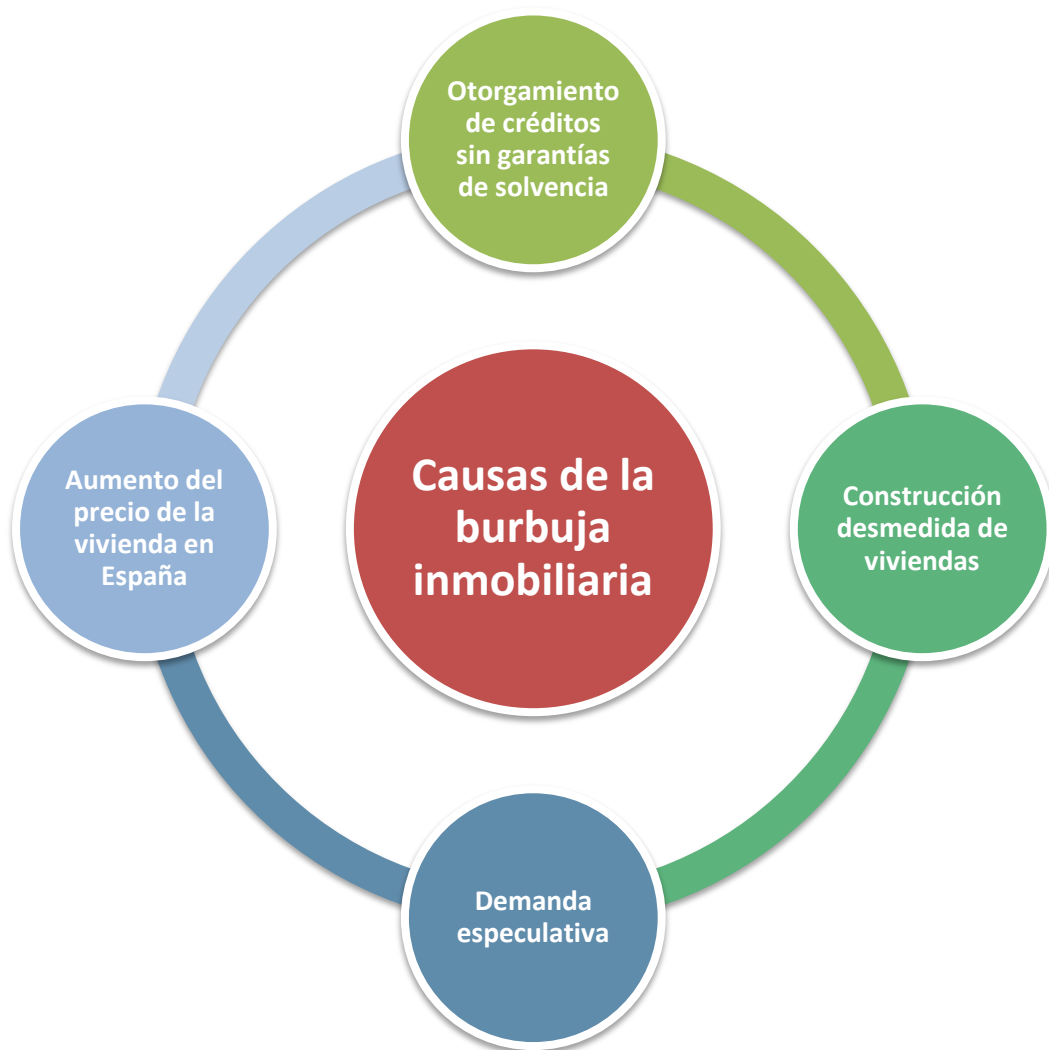 Otorgamiento
de créditos
sin garantías
de solvencia
Aumento del
precio de la
vivienda en
España
Causas de la
burbuja
inmobiliaria
Construcción
desmedida de
viviendas
Demanda
especulativa